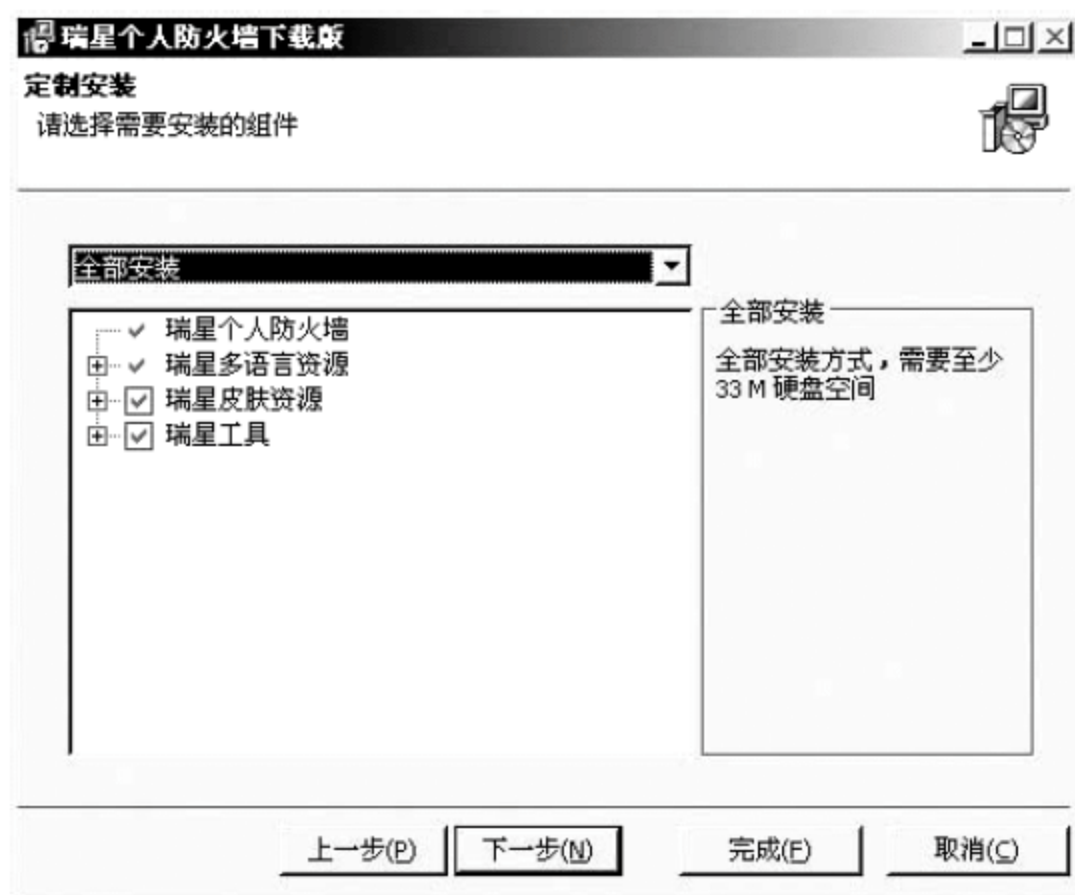 瑞星个人防火墙下载版
定制安装
请选择需要安装的组件
全部安装
瑞星个人防火墙
瑞星多语言资源
瑞星皮肤资源
瑞星工具
全部安装
全部安装方式，需要至少
33 M 硬盘空间
上一步(P)
下一步(N)
完成(F)
取消(C)